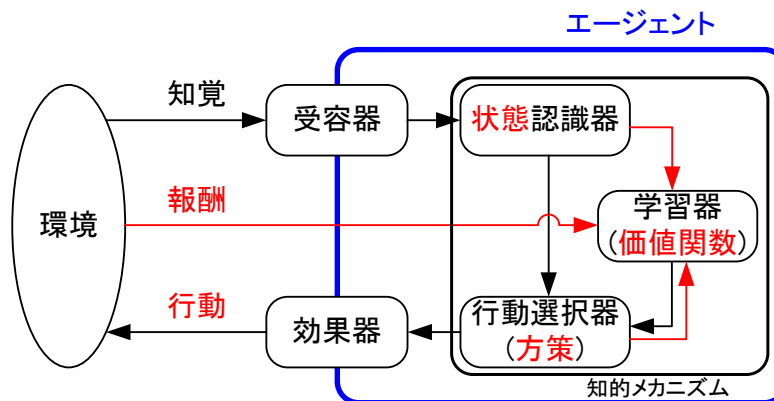 エージェント
知覚
受容器
状態認識器
環境
報酬
学習器
(価値関数)
行動
効果器
行動選択器
(方策)
知的メカニズム